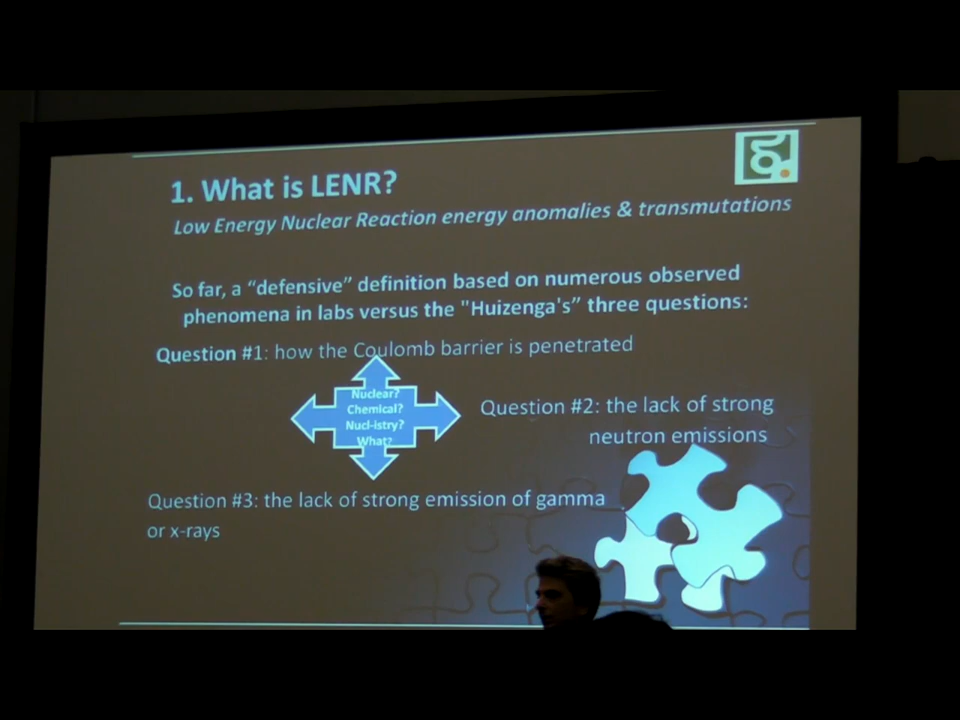 1. What is LENR?
Low Energy Nuclear Reaction energy anomalies & transmutations
So far, a “defensive” definition based on numerous observed
phenomena in labs versus the "Huizenga's” three questions:
Question #1: how the Coulomb barrier is penetrated
Nuclear?
Chemical?
Nucl-istry?
What?
Question #2: the lack of strong
neutron emissions
Question #3: the lack of strong emission of gamma
or x-rays